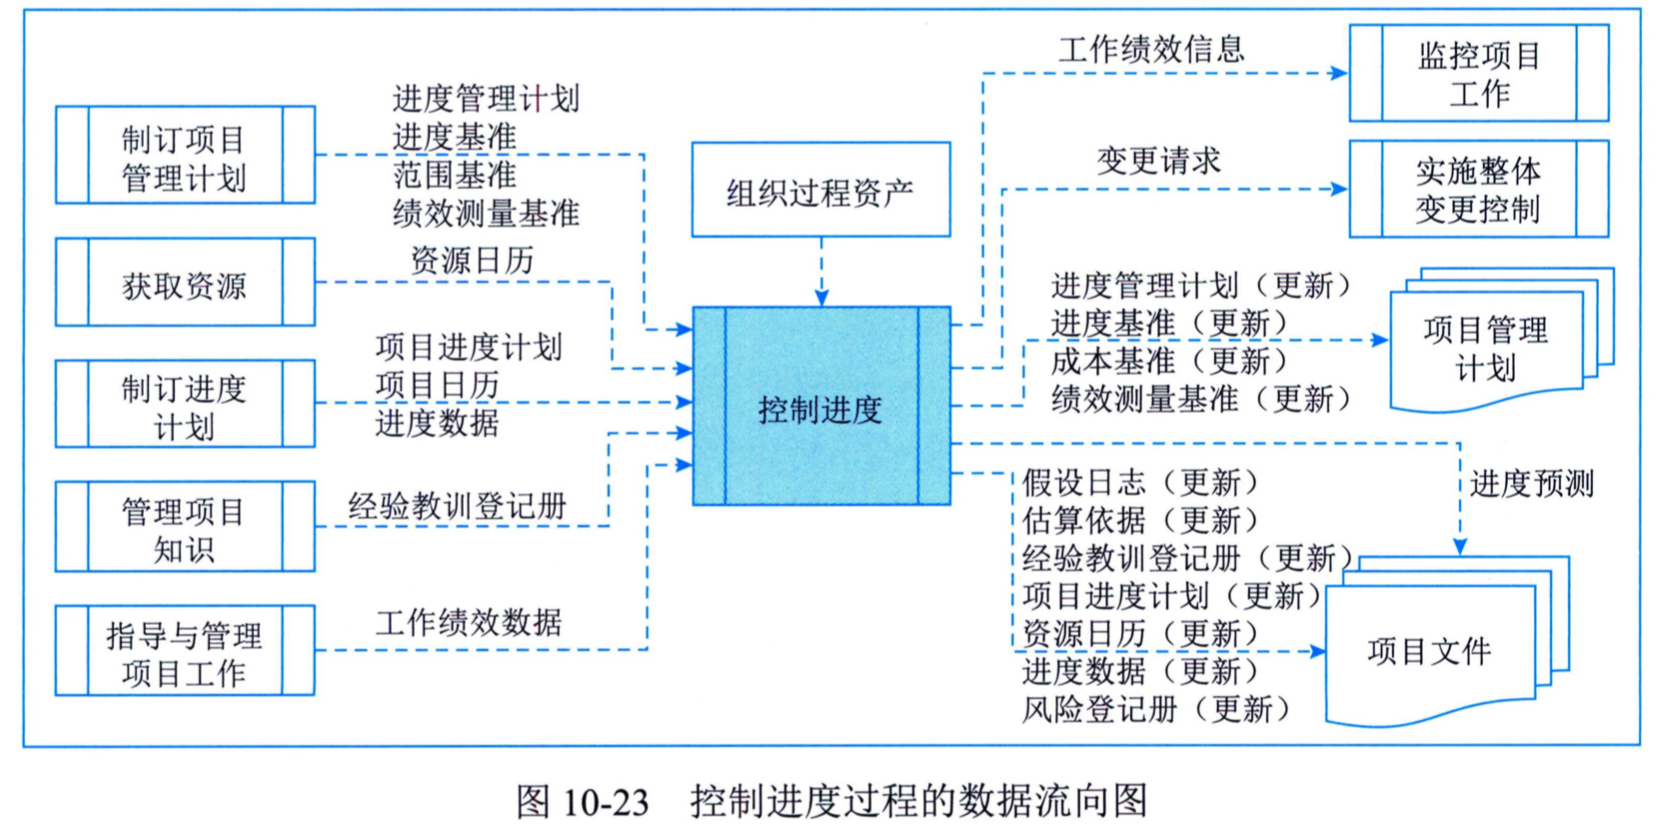 制订项目
管理计划
进度管理计划
进度基准
范围基准
绩效测量基准
获取资源
资源日历
制订进度
计划
项目进度计划
项目日历
进度数据
管理项目
知识
经验教训登记册
指导与管理
项目工作
工作绩效数据
组织过程资产
控制进度
工作绩效信息
监控项目
工作
变更请求
实施整体
变更控制
进度管理计划（更新）
进度基准（更新）
成本基准（更新）
绩效测量基准（更新）
项目管理
计划
进度预测
假设日志（更新）
估算依据（更新）
经验教训登记册（更新）
项目进度计划（更新）
资源日历（更新）
进度数据（更新）
风险登记册（更新）
项目文件
图 10-23 控制进度过程的数据流向图